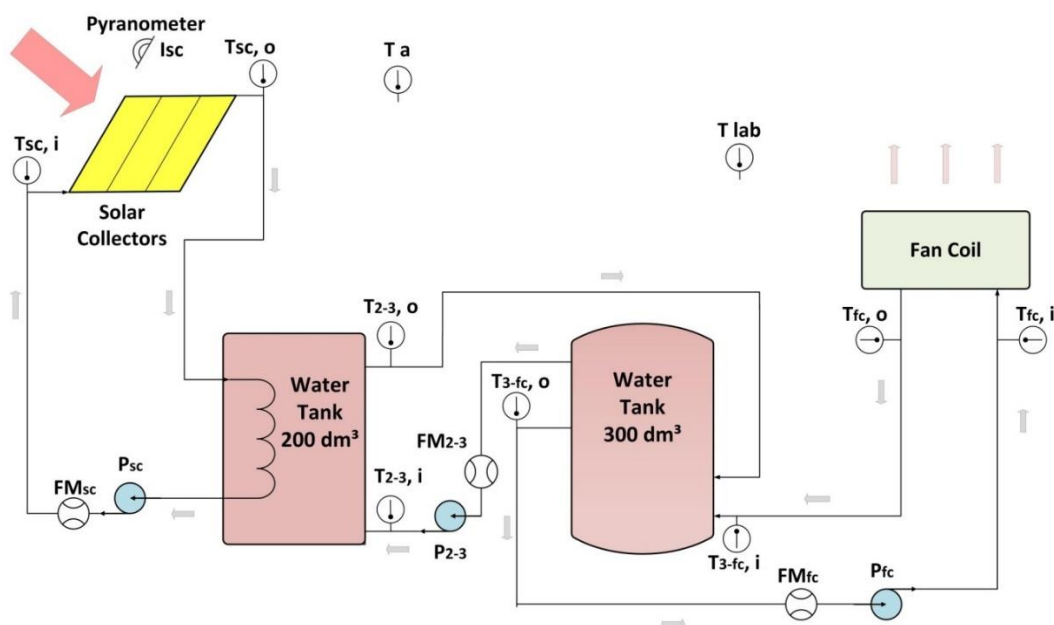 Pyranometer
Isc
Tsc, o
T a
Tsc, i
T lab
Solar
Collectors
Fan Coil
T2-3, o
Tfc, o
Tfc, i
Water
Tank
200 dm³
T3-fc, o
Water
Tank
300 dm³
FM2-3
Psc
FMsc
T2-3, i
P2-3
T3-fc, i
FMfc
Pfc